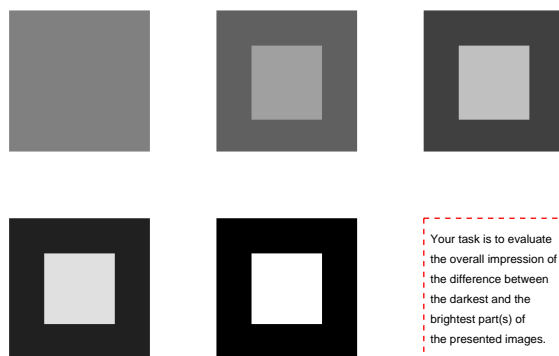 Your task is to evaluate
the overall impression of
the difference between
the darkest and the
brightest part(s) of
the presented images.